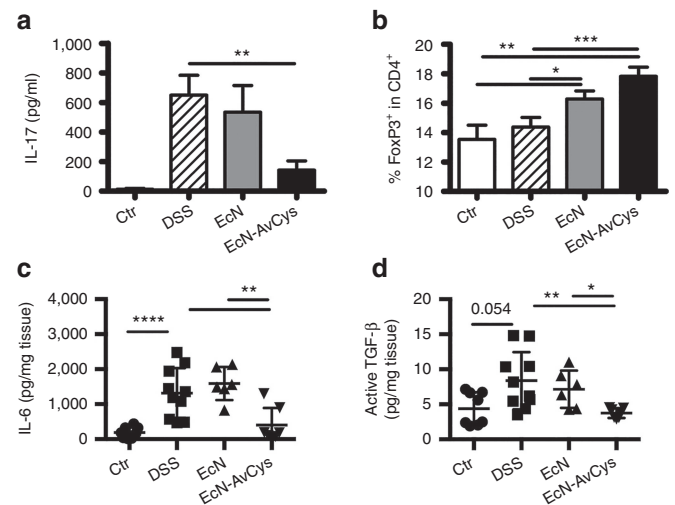 a
**
1,000
800
600
400
200
0
IL-17 (pg/ml)
Ctr
DSS
EcN
EcN-AvCys
b
***
**
*
20
18
16
14
12
10
% FoxP3⁺ in CD4⁺
Ctr
DSS
EcN
EcN-AvCys
c
**
****
4,000
3,000
2,000
1,000
0
IL-6 (pg/mg tissue)
Ctr
DSS
EcN
EcN-AvCys
d
*
**
0.054
20
15
10
5
0
Active TGF-β
(pg/mg tissue)
Ctr
DSS
EcN
EcN-AvCys